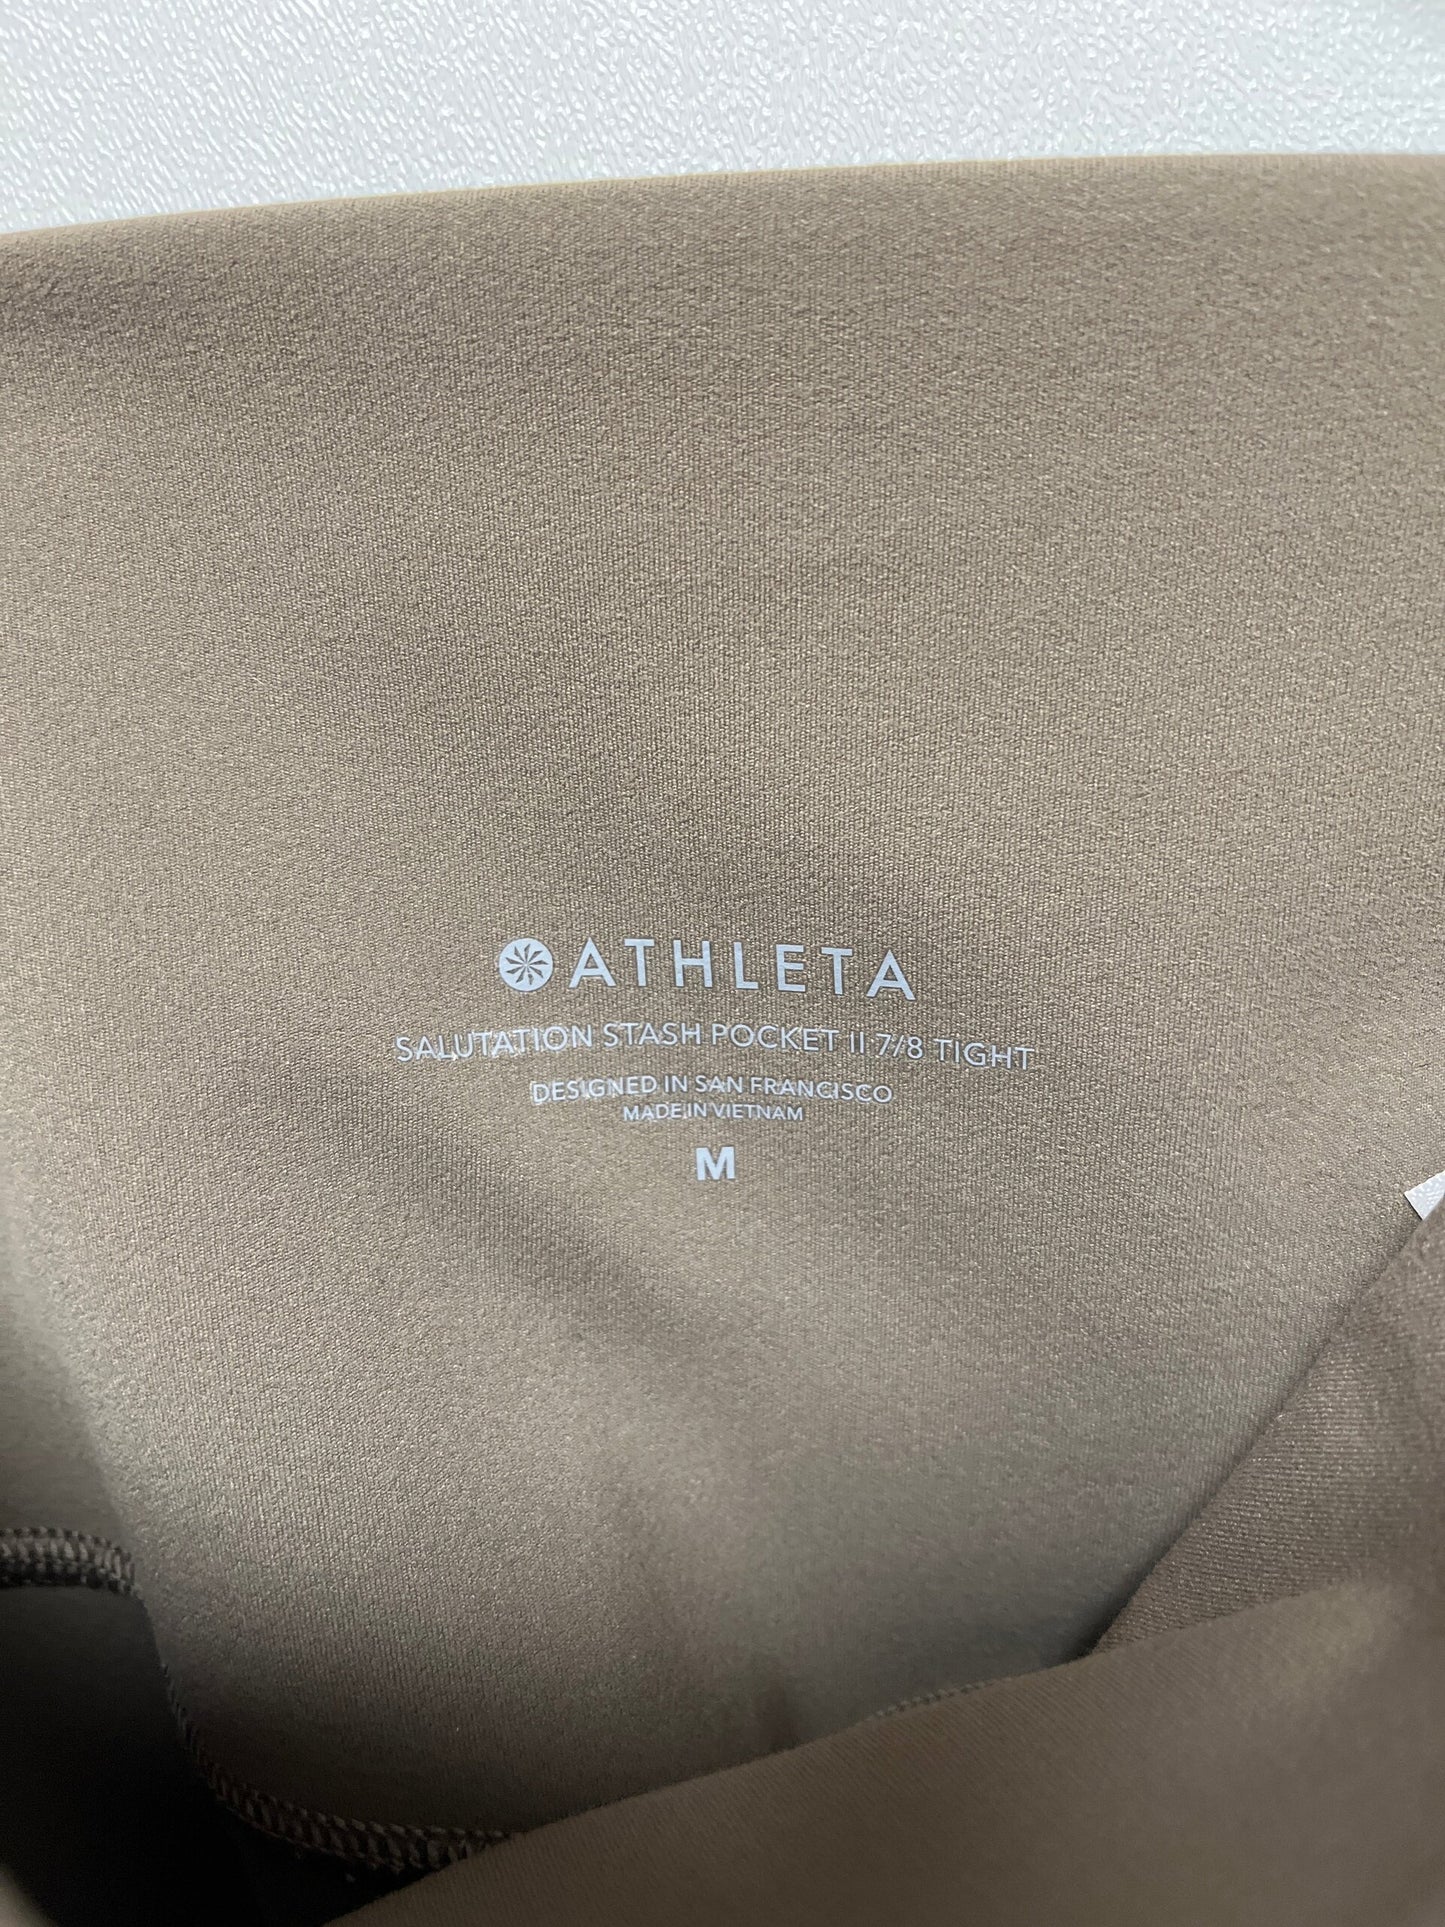 ATHLETA
SALUTATION STASH POCKET II 7/8 TIGHT
DESIGNED IN SAN FRANCISCO
MADE IN VIETNAM
M